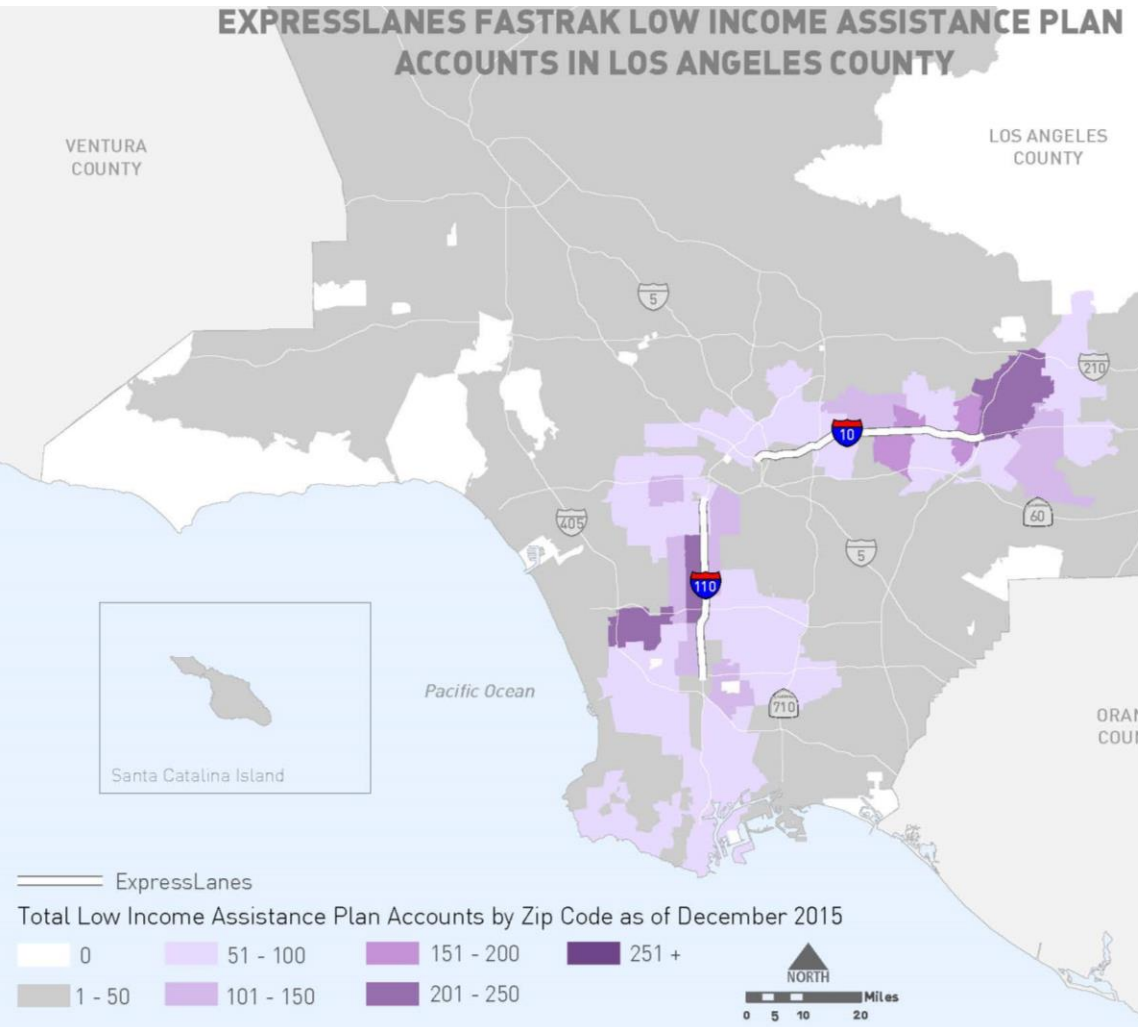 EXPRESSLANES FASTRAK LOW INCOME ASSISTANCE PLAN
ACCOUNTS IN LOS ANGELES COUNTY
VENTURA
COUNTY
LOS ANGELES
COUNTY
5
210
10
60
405
5
110
Pacific Ocean
710
ORAN
COUN
Santa Catalina Island
ExpressLanes
Total Low Income Assistance Plan Accounts by Zip Code as of December 2015
0
51 - 100
151 - 200
251 +
1 - 50
101 - 150
201 - 250
NORTH
Miles
0 5 10 20